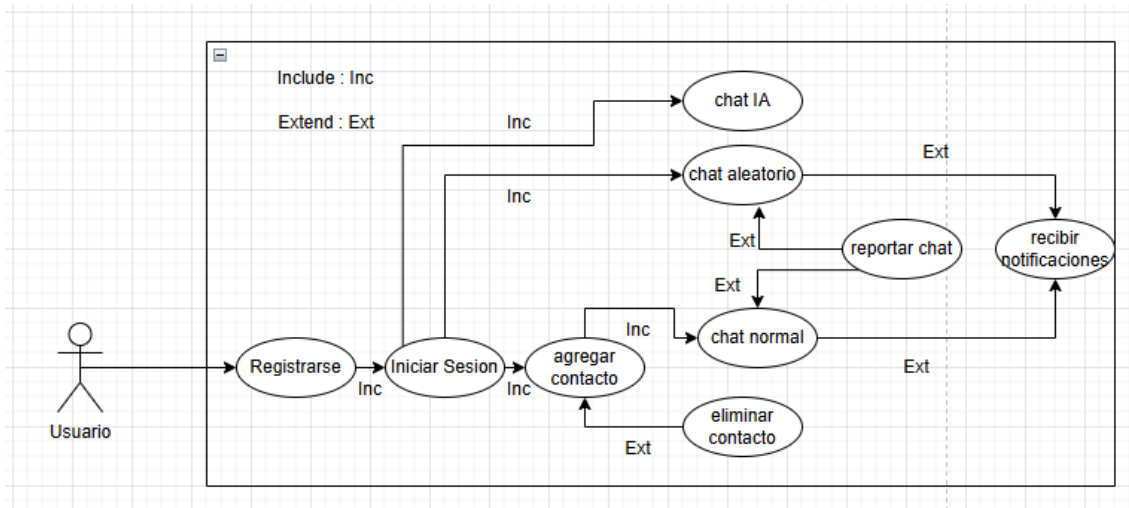 Include : Inc
Extend : Ext
Inc
chat IA
Inc
chat aleatorio
Ext
Ext
reportar chat
recibir
notificaciones
Ext
Inc
chat normal
Ext
Registrarse
Inc
Iniciar Sesion
Inc
agregar
contacto
eliminar
contacto
Ext
Usuario